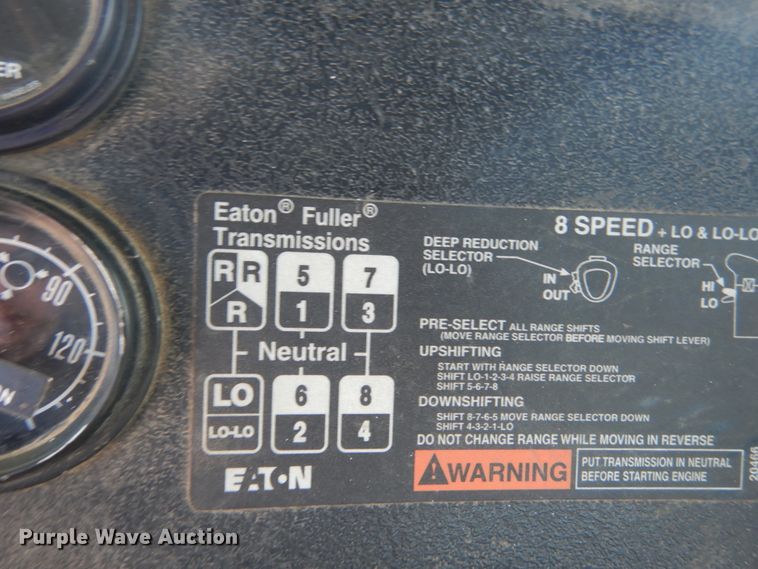 ER
90
120
ON
Eaton® Fuller®
Transmissions
R R
R
5
1
7
3
Neutral
LO
LO-LO
6
2
8
4
EATON
8 SPEED + LO & LO-LO
DEEP REDUCTION
SELECTOR
(LO-LO)
IN
OUT
RANGE
SELECTOR
HI
LO
PRE-SELECT ALL RANGE SHIFTS
(MOVE RANGE SELECTOR BEFORE MOVING SHIFT LEVER)
UPSHIFTING
START WITH RANGE SELECTOR DOWN
SHIFT LO-1-2-3-4 RAISE RANGE SELECTOR
SHIFT 5-6-7-8
DOWNSHIFTING
SHIFT 8-7-6-5 MOVE RANGE SELECTOR DOWN
SHIFT 4-3-2-1-LO
DO NOT CHANGE RANGE WHILE MOVING IN REVERSE
WARNING
PUT TRANSMISSION IN NEUTRAL
BEFORE STARTING ENGINE
20466
Purple Wave Auction